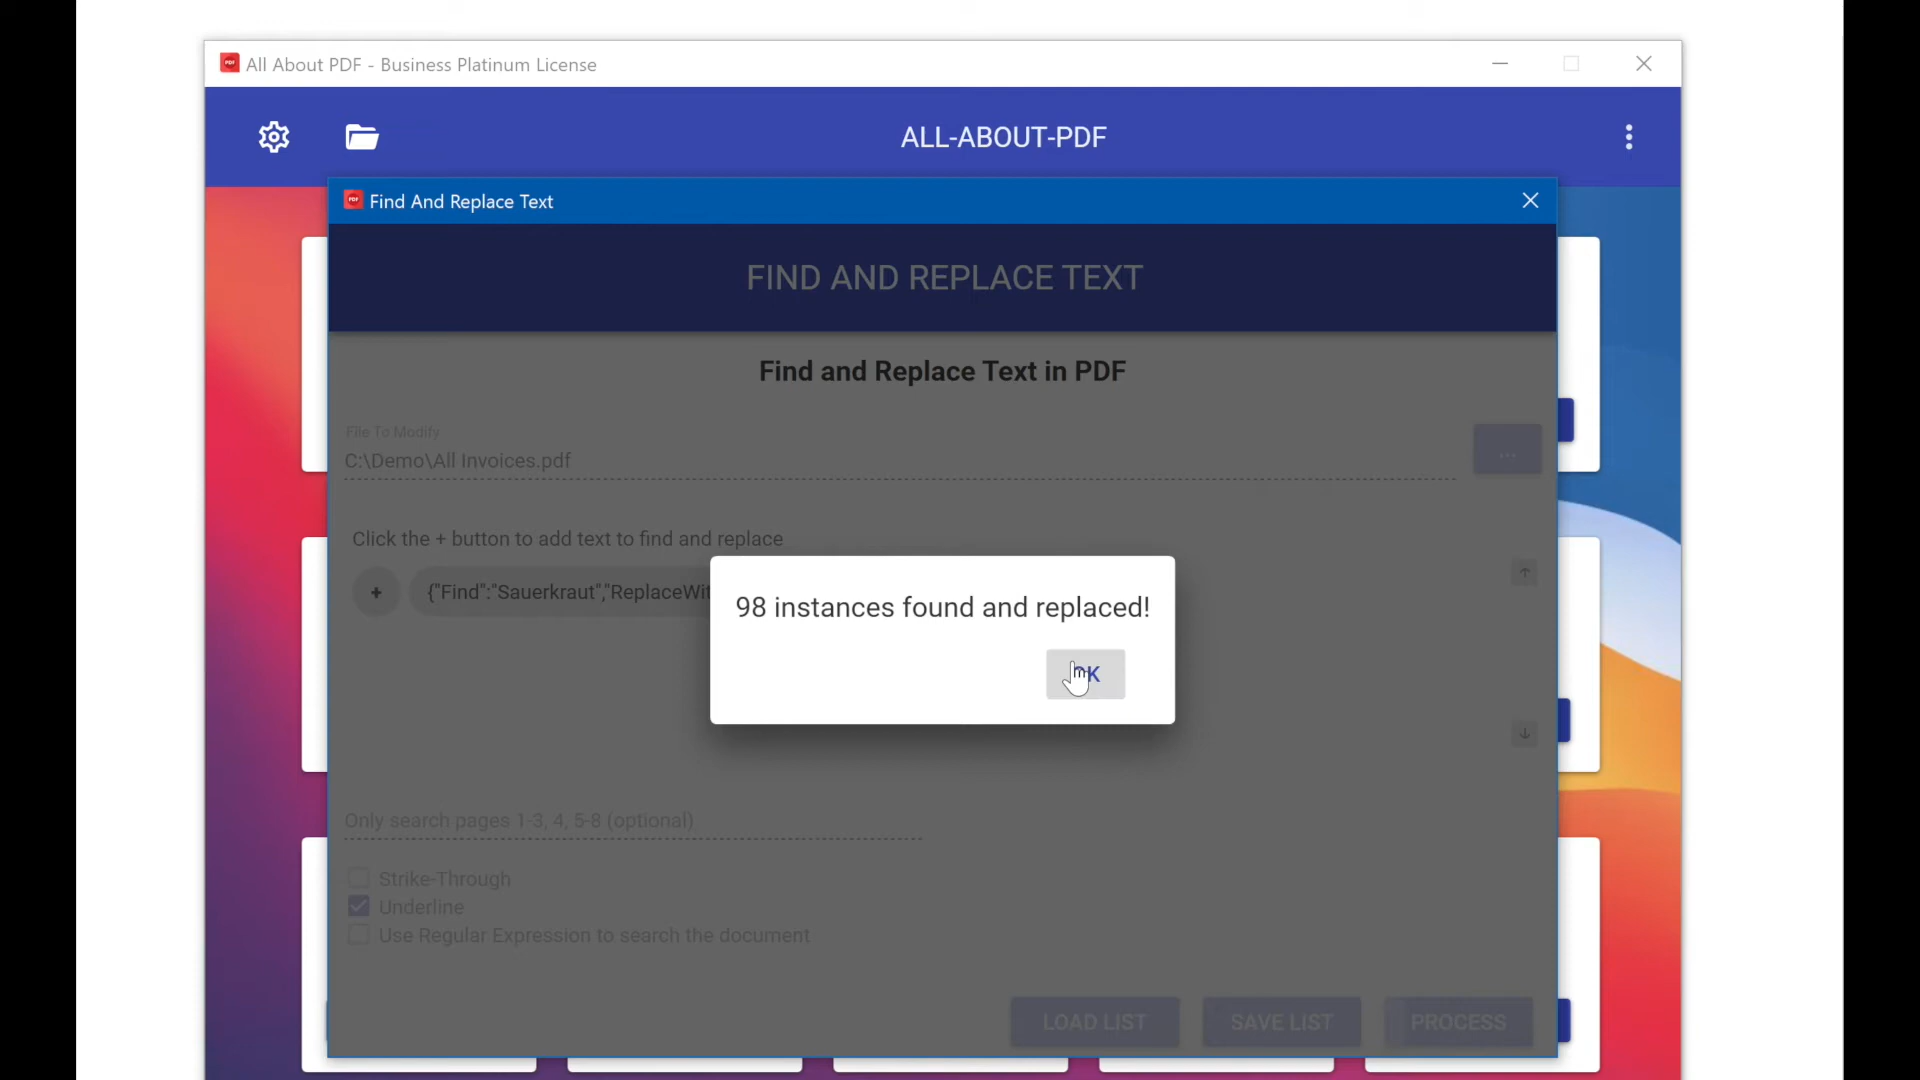 All About PDF - Business Platinum License
ALL-ABOUT-PDF
Find And Replace Text
FIND AND REPLACE TEXT
Find and Replace Text in PDF
File To Modify
C:\Demo\All Invoices.pdf
...
Click the + button to add text to find and replace
+ {"Find":"Sauerkraut","ReplaceWit
98 instances found and replaced!
OK
Only search pages 1-3, 4, 5-8 (optional)
Strike-Through
Underline
Use Regular Expression to search the document
LOAD LIST SAVE LIST PROCESS